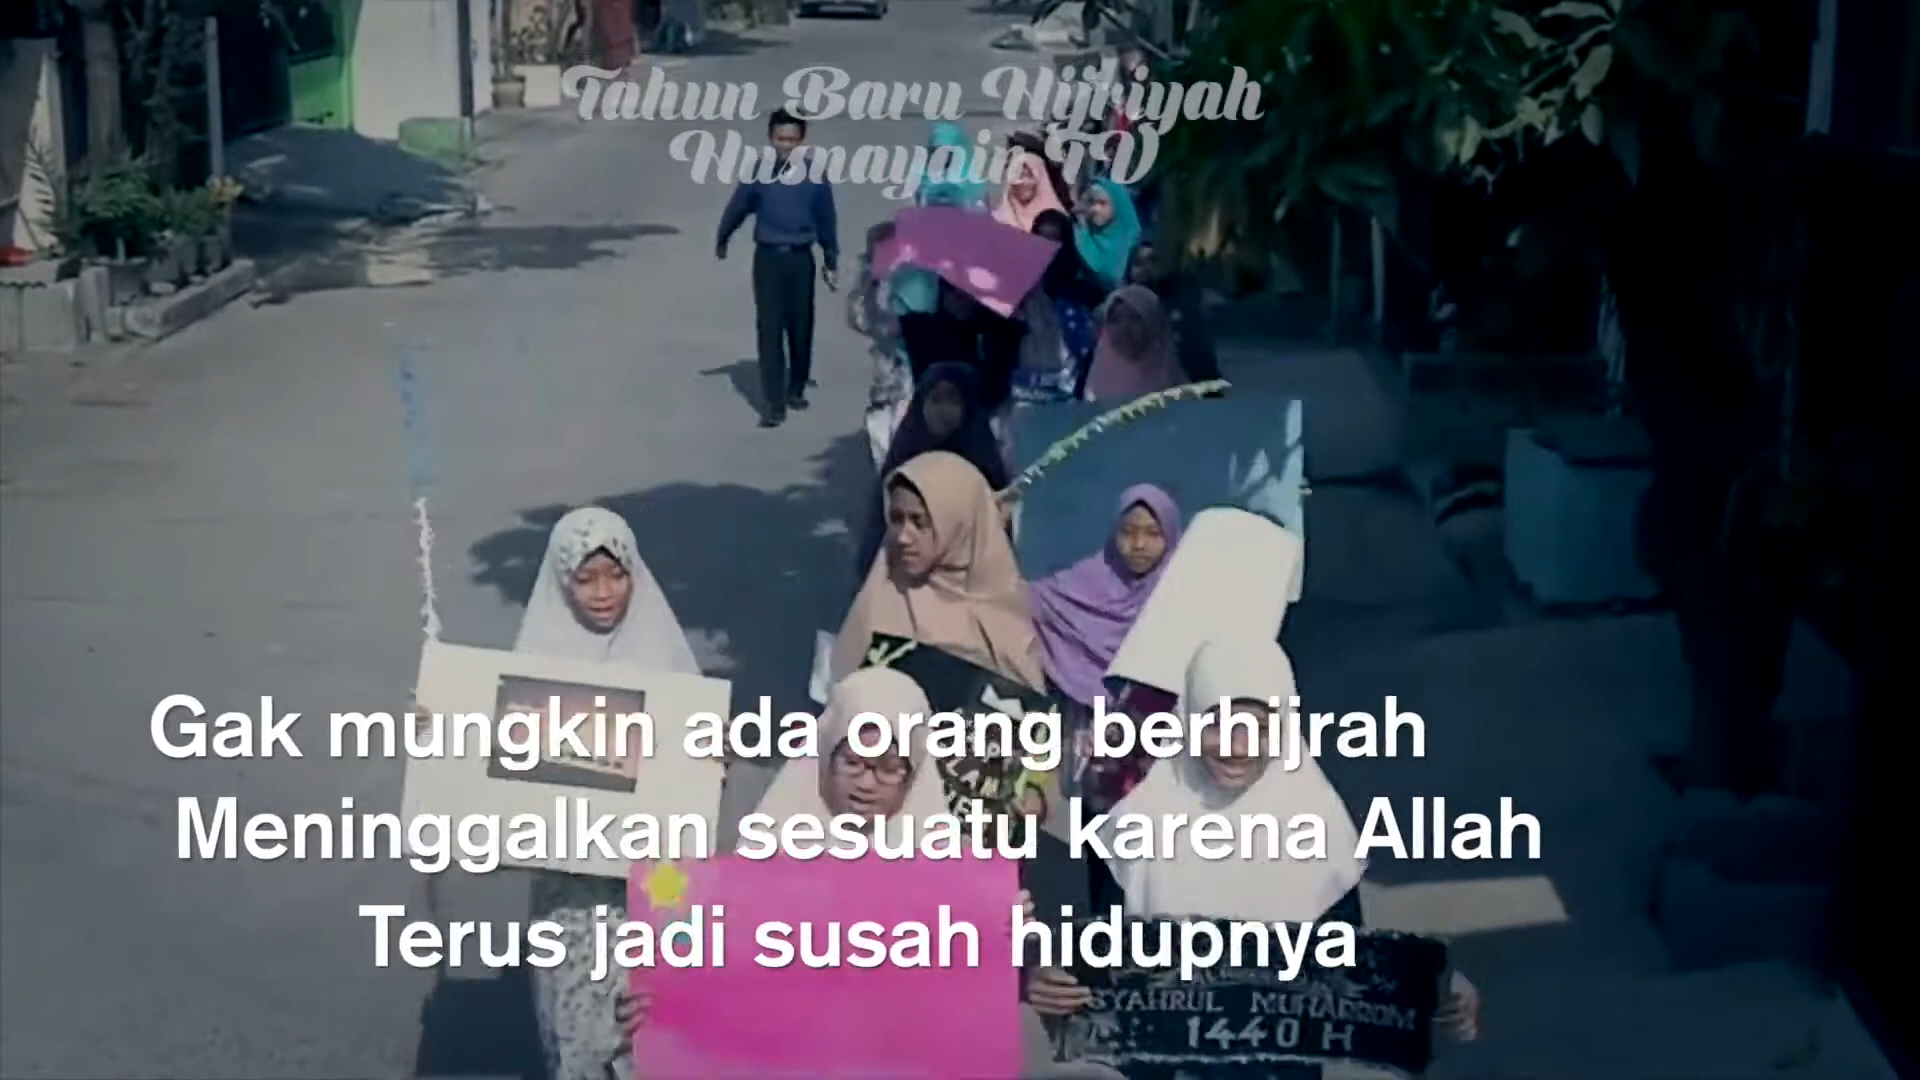 Tahun Baru Hijriyah
Husnayain TV
Gak mungkin ada orang berhijrah
Meninggalkan sesuatu karena Allah
Terus jadi susah hidupnya
SYAHRUL MUHARROM
1440 H